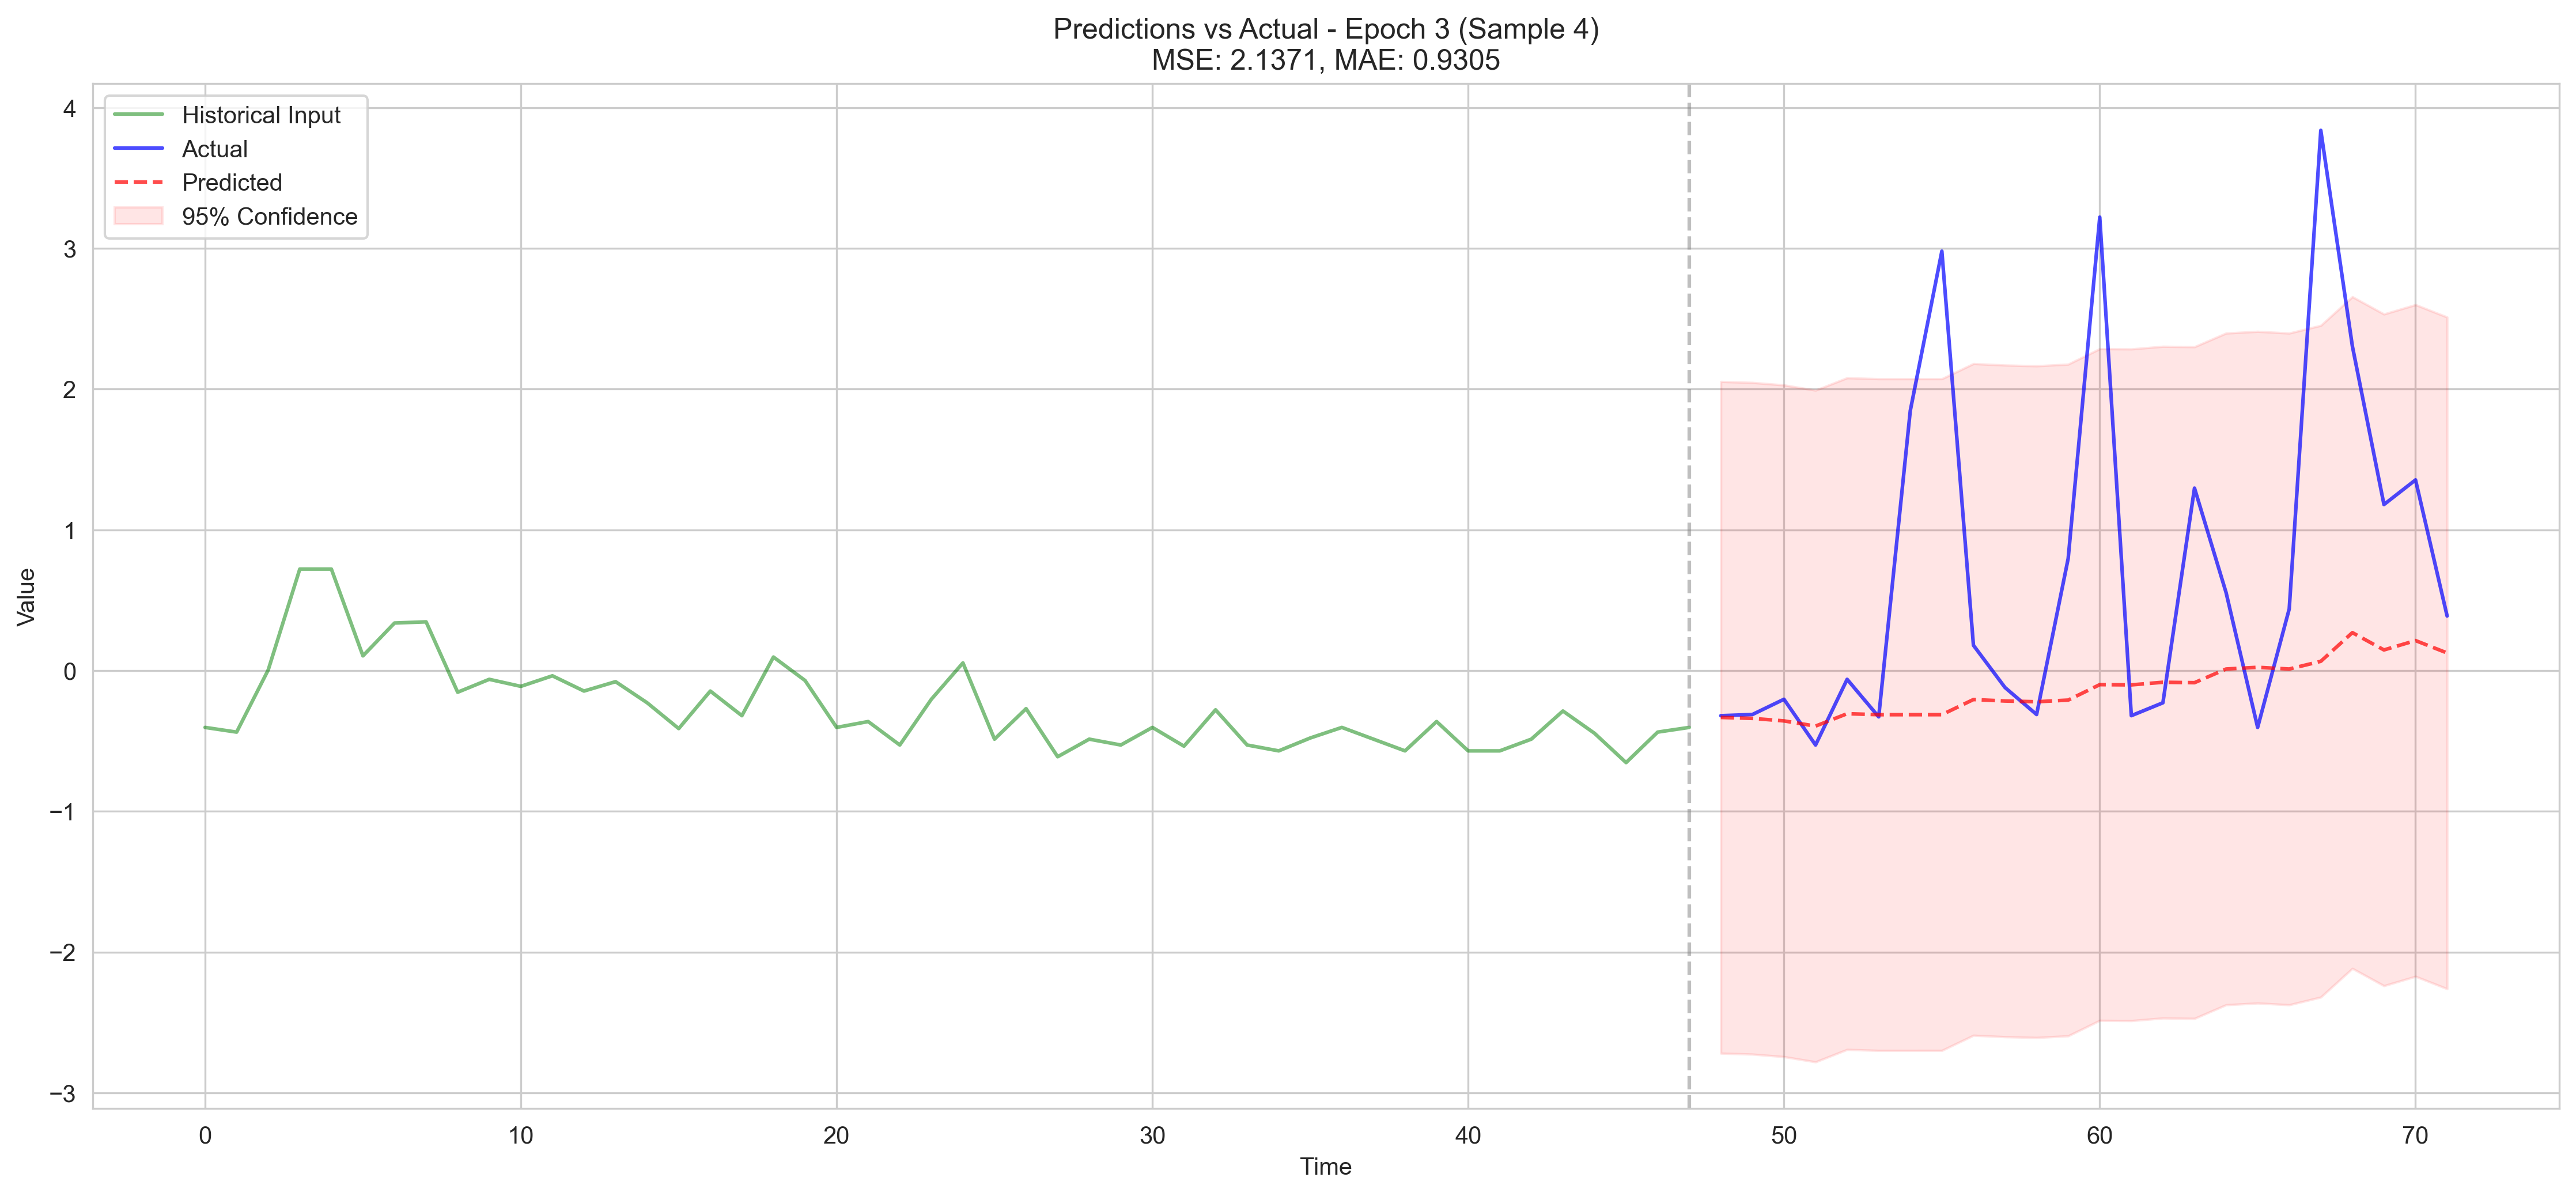 Predictions vs Actual - Epoch 3 (Sample 4)
MSE: 2.1371, MAE: 0.9305
Historical Input
Actual
Predicted
95% Confidence
4
3
2
1
0
−1
−2
−3
Value
0 10 20 30 40 50 60 70
Time